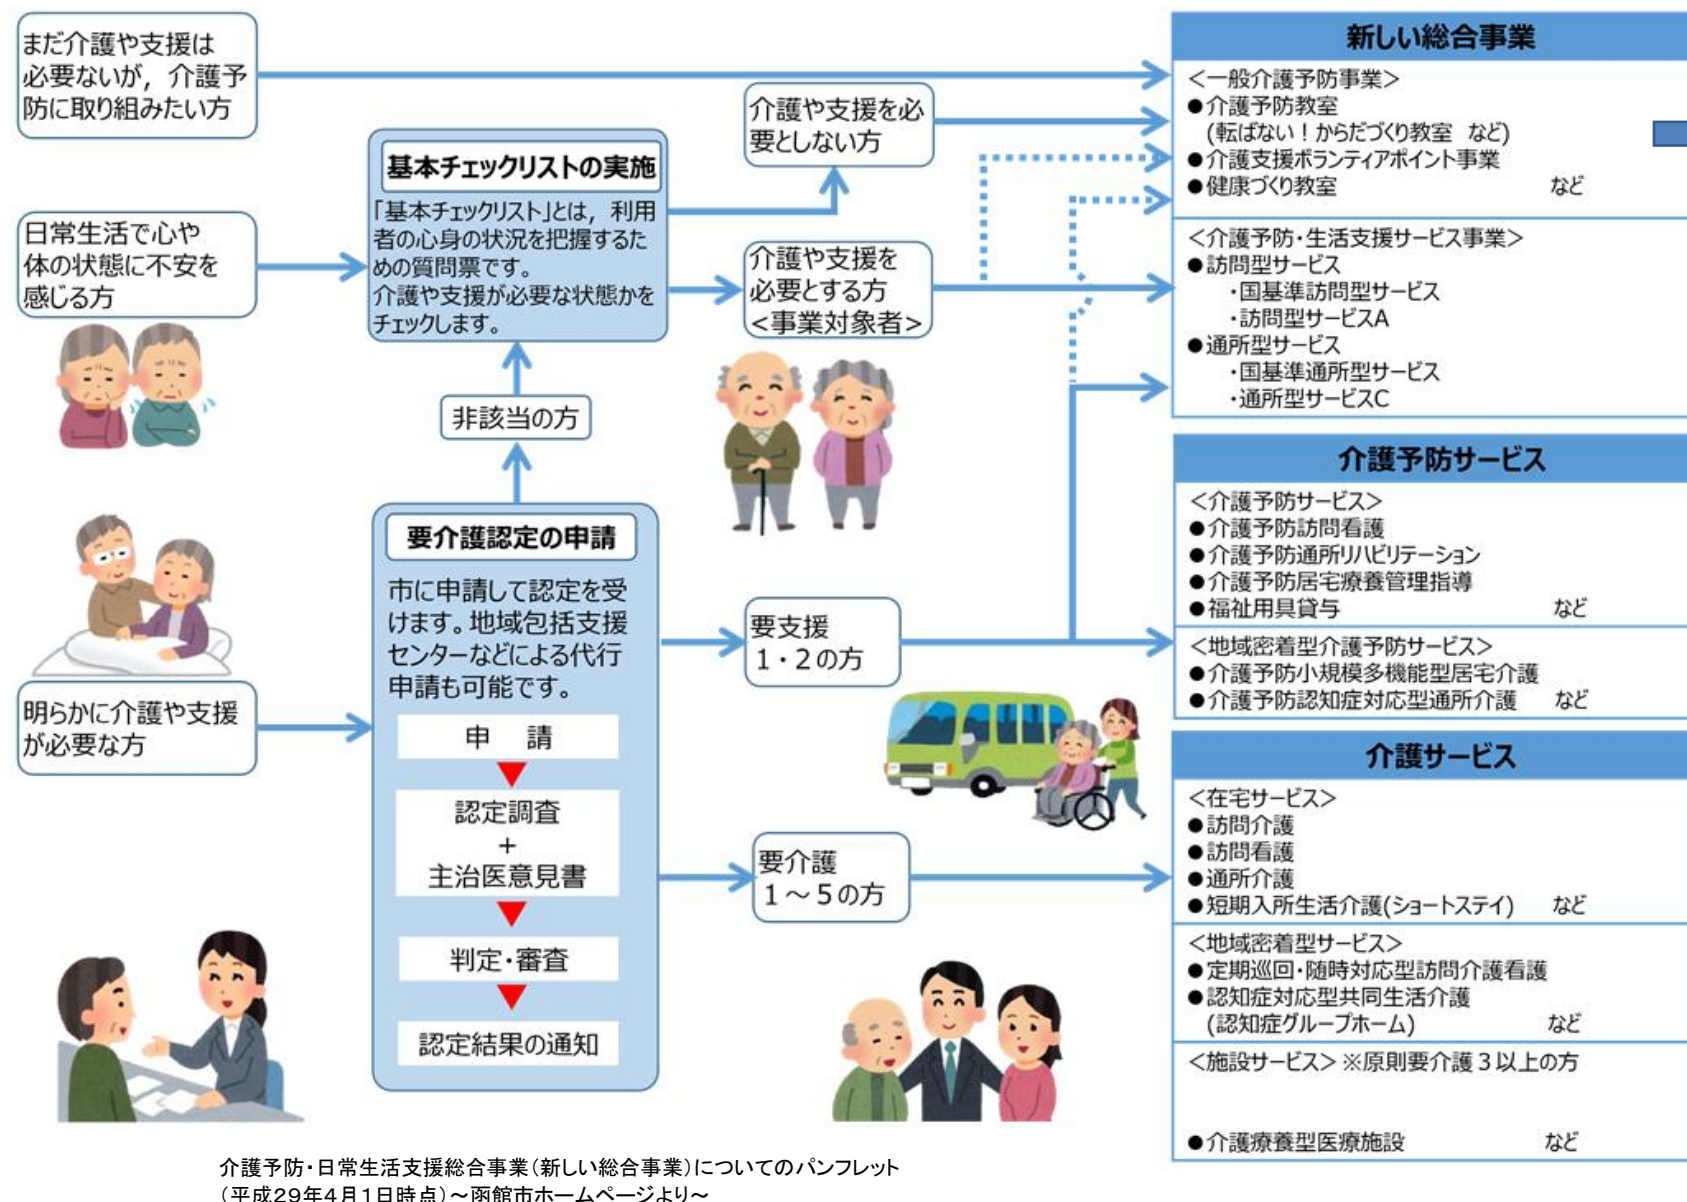 まだ介護や支援は
必要ないが，介護予
防に取り組みたい方
日常生活で心や
体の状態に不安を
感じる方
明らかに介護や支援
が必要な方
基本チェックリストの実施
「基本チェックリスト」とは，利用
者の心身の状況を把握するた
めの質問票です。
介護や支援が必要な状態かを
チェックします。
非該当の方
要介護認定の申請
市に申請して認定を受
けます。地域包括支援
センターなどによる代行
申請も可能です。
申　請
認定調査
+
主治医意見書
判定・審査
認定結果の通知
介護や支援を必
要としない方
介護や支援を
必要とする方
＜事業対象者＞
要支援
１・２の方
要介護
１～５の方
新しい総合事業
＜一般介護予防事業＞
●介護予防教室
(転ばない！からだづくり教室 など)
●介護支援ボランティアポイント事業
●健康づくり教室 など
＜介護予防・生活支援サービス事業＞
●訪問型サービス
・国基準訪問型サービス
・訪問型サービスA
●通所型サービス
・国基準通所型サービス
・通所型サービスC
介護予防サービス
＜介護予防サービス＞
●介護予防訪問看護
●介護予防通所リハビリテーション
●介護予防居宅療養管理指導
●福祉用具貸与 など
＜地域密着型介護予防サービス＞
●介護予防小規模多機能型居宅介護
●介護予防認知症対応型通所介護 など
介護サービス
＜在宅サービス＞
●訪問介護
●訪問看護
●通所介護
●短期入所生活介護(ショートステイ) など
＜地域密着型サービス＞
●定期巡回・随時対応型訪問介護看護
●認知症対応型共同生活介護
(認知症グループホーム) など
＜施設サービス＞※原則要介護３以上の方
●介護療養型医療施設 など
介護予防・日常生活支援総合事業（新しい総合事業）についてのパンフレット
（平成29年4月1日時点）～函館市ホームページより～